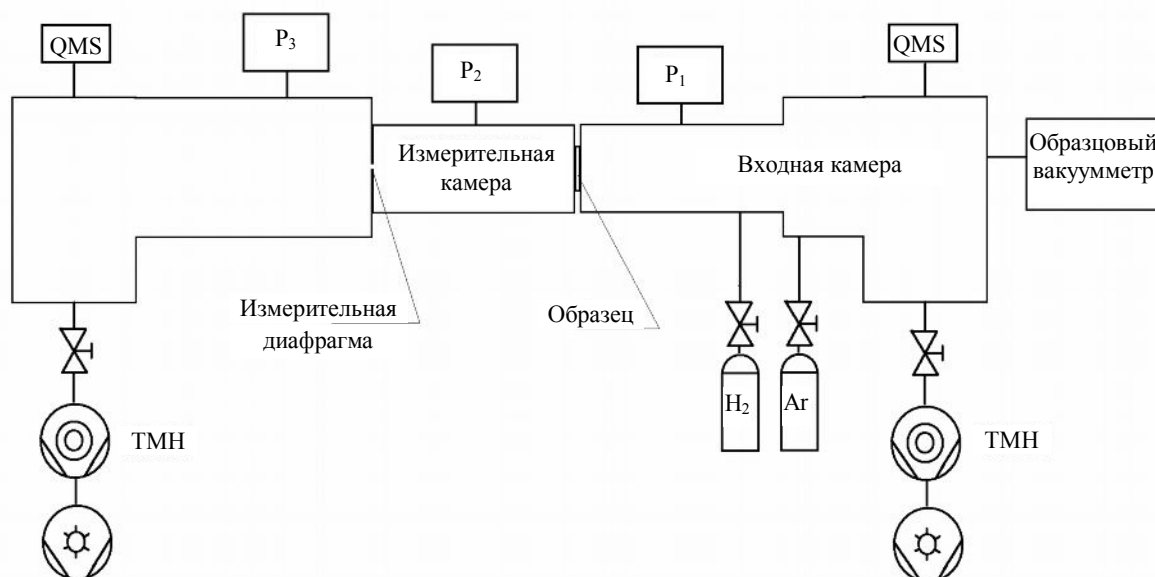 QMS
P₃
P₂
P₁
QMS
Измерительная
камера
Входная камера
Образцовый
вакуумметр
Измерительная
диафрагма
Образец
H₂
Ar
ТМН
ТМН